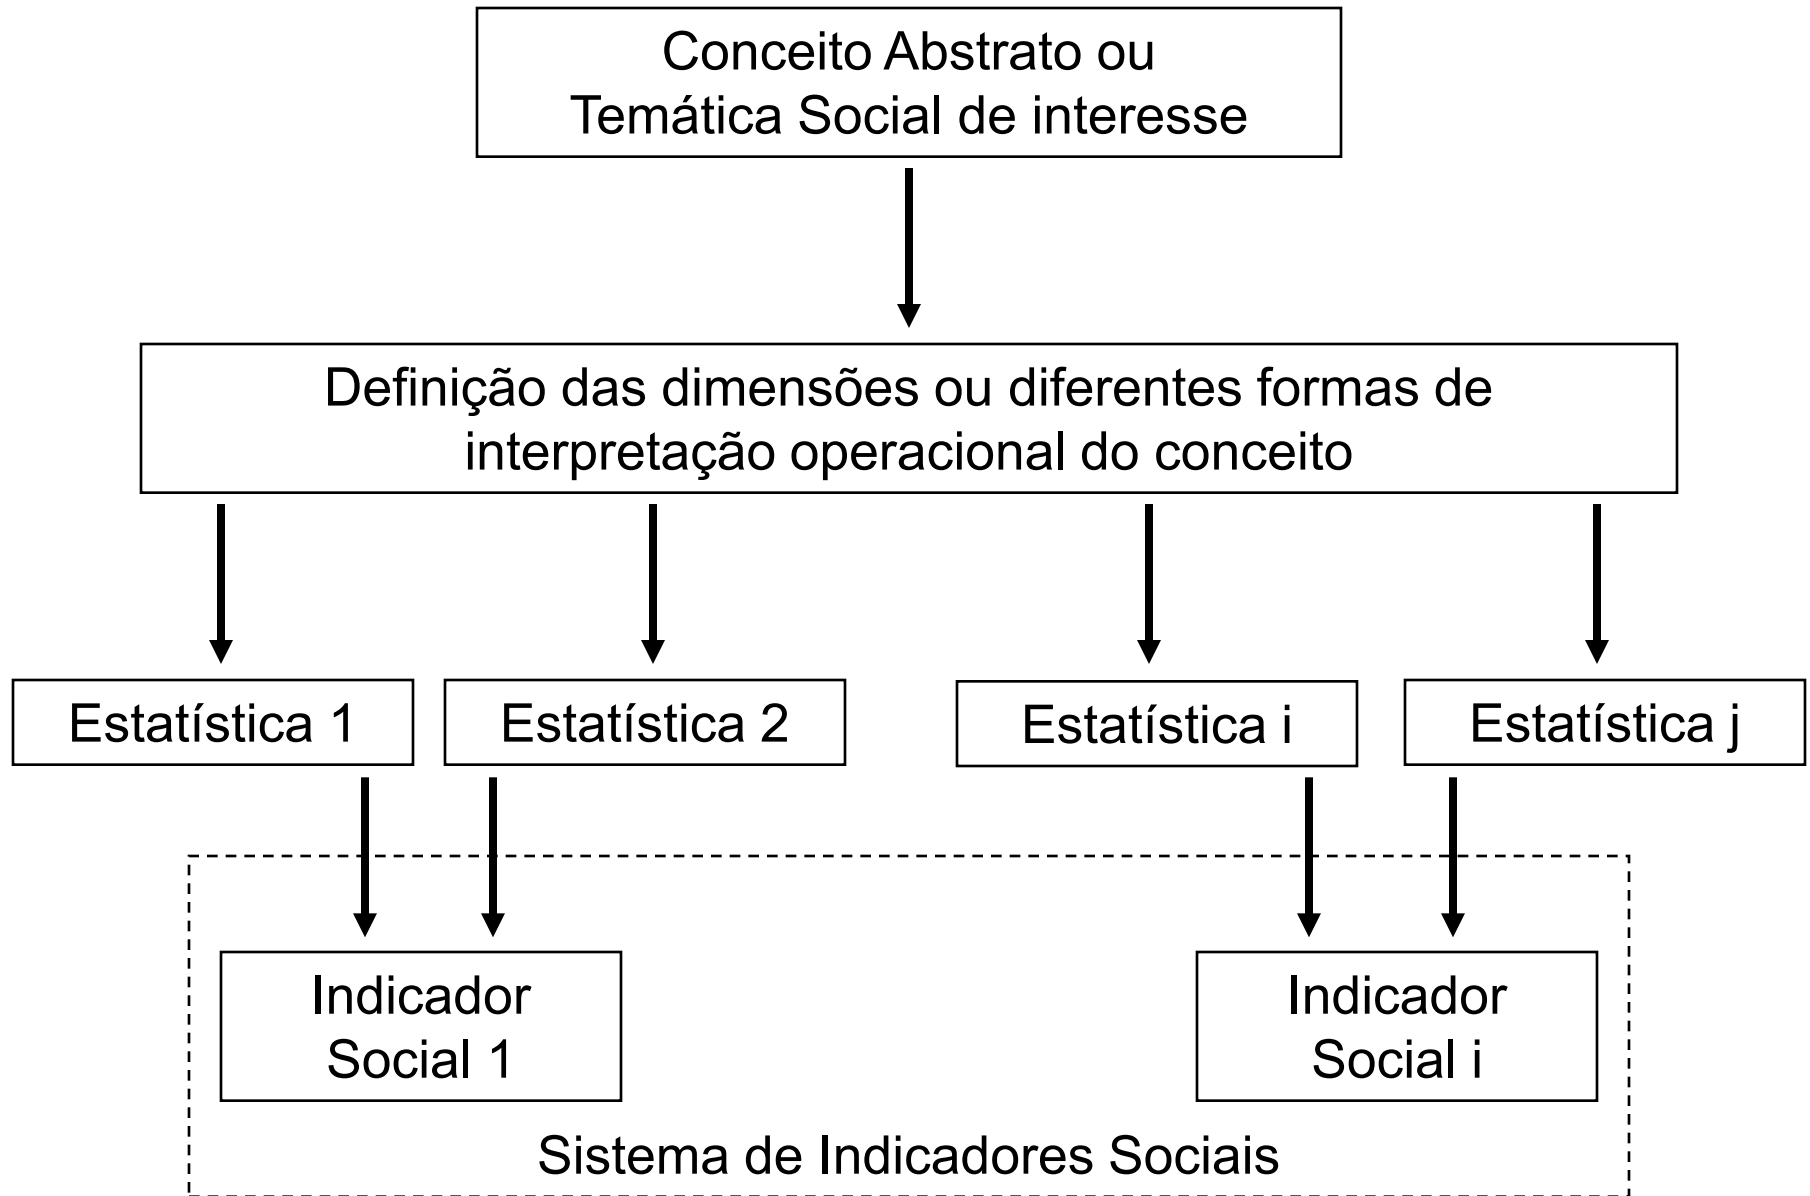 Conceito Abstrato ou
Temática Social de interesse
Definição das dimensões ou diferentes formas de
interpretação operacional do conceito
Estatística 1
Estatística 2
Estatística i
Estatística j
Indicador
Social 1
Indicador
Social i
Sistema de Indicadores Sociais